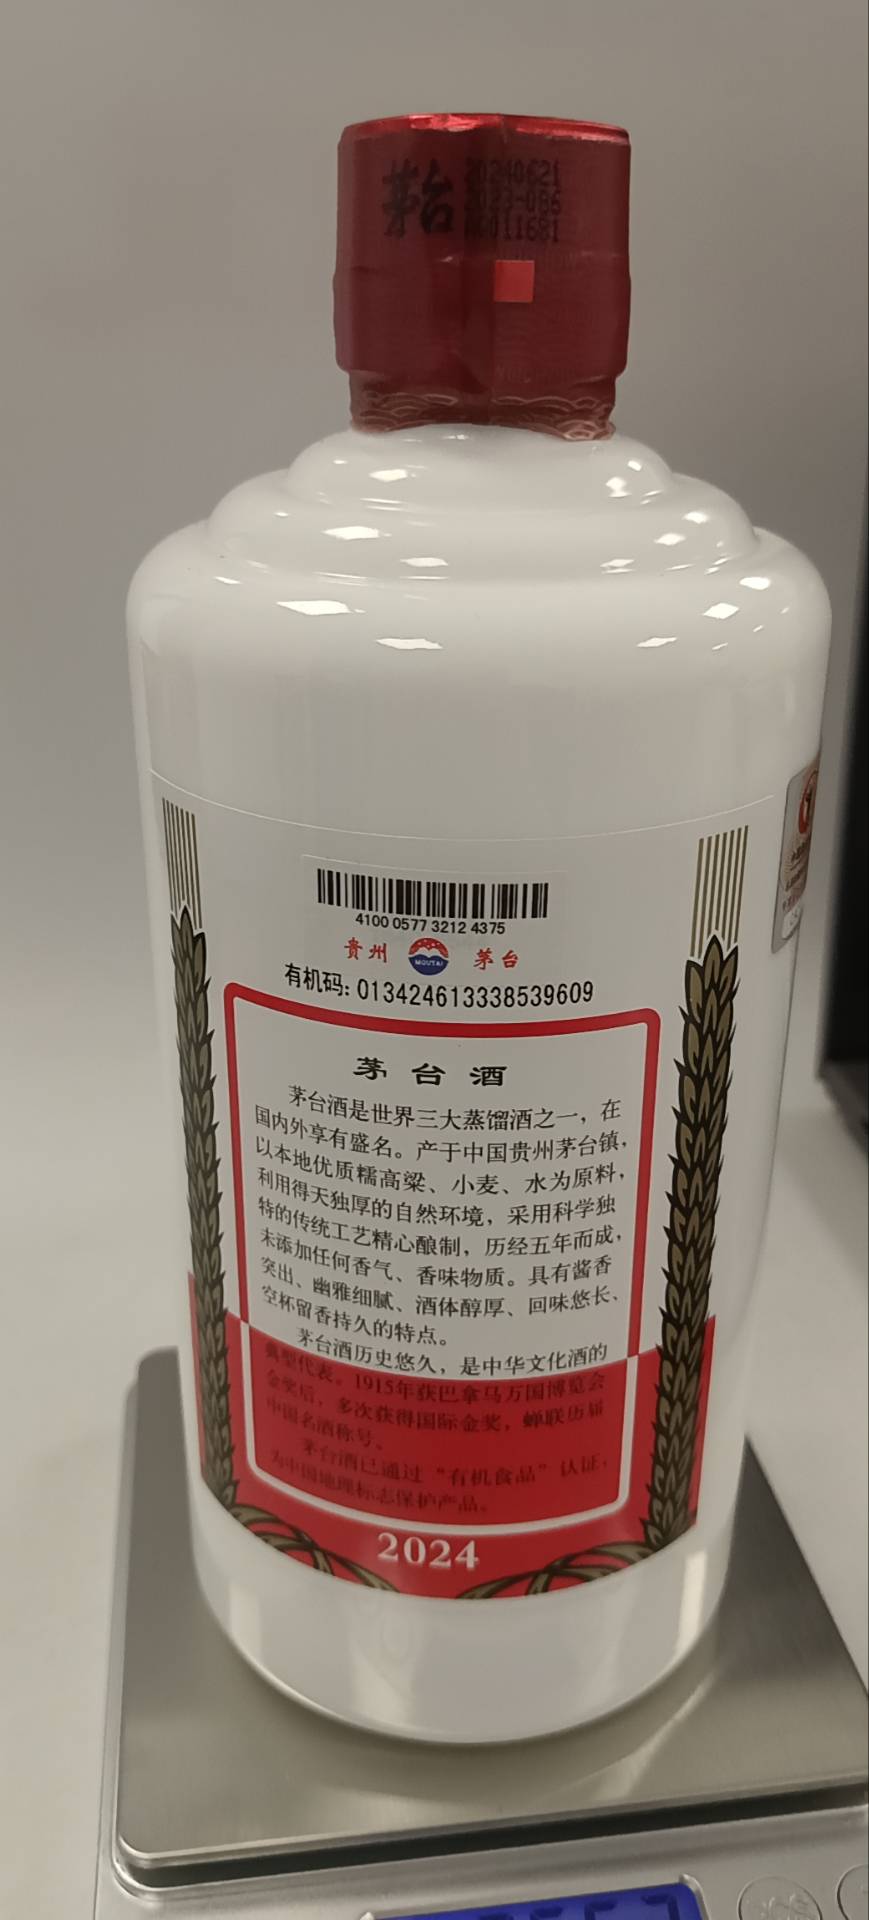 茅台
20240621
2023-086
011681
4100 0577 3212 4375
贵州 MOUTAI 茅台
有机码: 013424613338539609
茅台酒
茅台酒是世界三大蒸馏酒之一，在
国内外享有盛名。产于中国贵州茅台镇，
以本地优质糯高粱、小麦、水为原料，
利用得天独厚的自然环境，采用科学独
特的传统工艺精心酿制，历经五年而成，
未添加任何香气、香味物质。具有酱香
突出、幽雅细腻、酒体醇厚、回味悠长、
空杯留香持久的特点。
茅台酒历史悠久，是中华文化酒的
典型代表。1915年获巴拿马万国博览会
金奖后，多次获得国际金奖，蝉联历届
中国名酒称号。
茅台酒已通过“有机食品”认证，
为中国地理标志保护产品。
2024